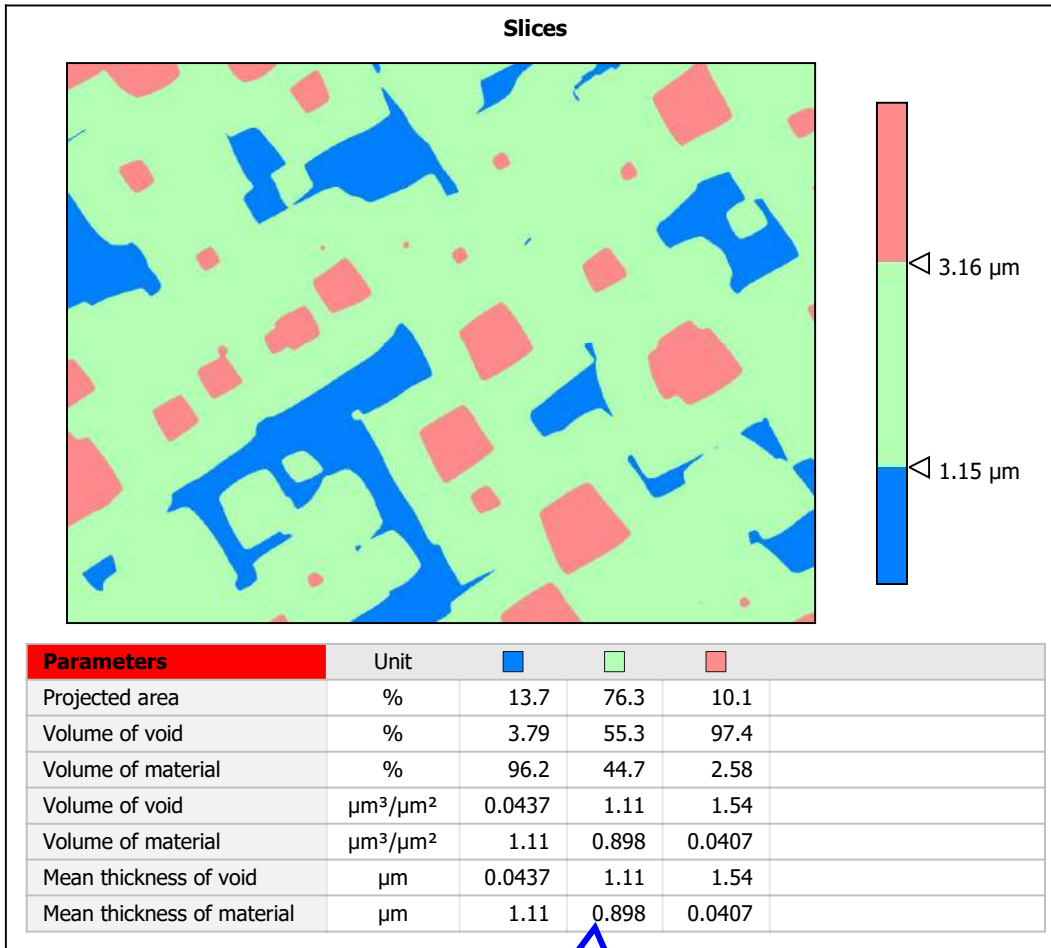 Slices
3.16 µm
1.15 µm
Parameters Unit
Projected area % 13.7 76.3 10.1
Volume of void % 3.79 55.3 97.4
Volume of material % 96.2 44.7 2.58
Volume of void µm³/µm² 0.0437 1.11 1.54
Volume of material µm³/µm² 1.11 0.898 0.0407
Mean thickness of void µm 0.0437 1.11 1.54
Mean thickness of material µm 1.11 0.898 0.0407